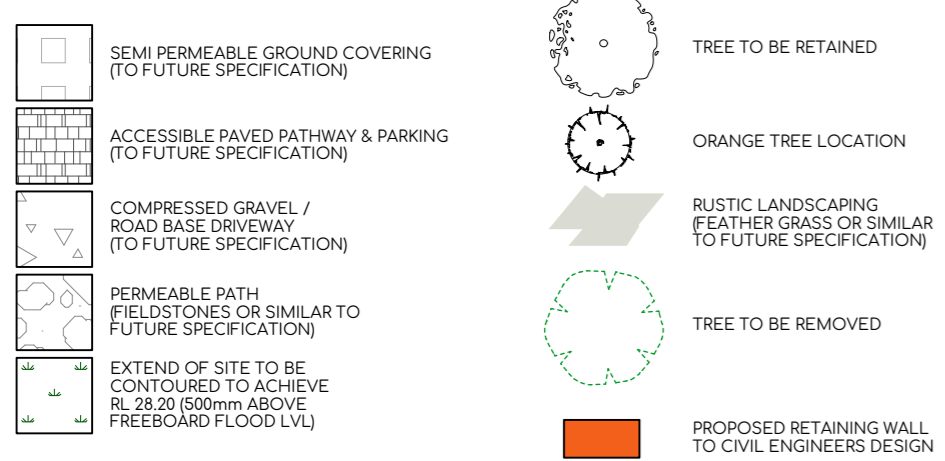 SEMI PERMEABLE GROUND COVERING
(TO FUTURE SPECIFICATION)
ACCESSIBLE PAVED PATHWAY & PARKING
(TO FUTURE SPECIFICATION)
COMPRESSED GRAVEL /
ROAD BASE DRIVEWAY
(TO FUTURE SPECIFICATION)
PERMEABLE PATH
(FIELDSTONES OR SIMILAR TO
FUTURE SPECIFICATION)
EXTEND OF SITE TO BE
CONTOURED TO ACHIEVE
RL 28.20 (500mm ABOVE
FREEBOARD FLOOD LVL)
TREE TO BE RETAINED
ORANGE TREE LOCATION
RUSTIC LANDSCAPING
(FEATHER GRASS OR SIMILAR
TO FUTURE SPECIFICATION)
TREE TO BE REMOVED
PROPOSED RETAINING WALL
TO CIVIL ENGINEERS DESIGN